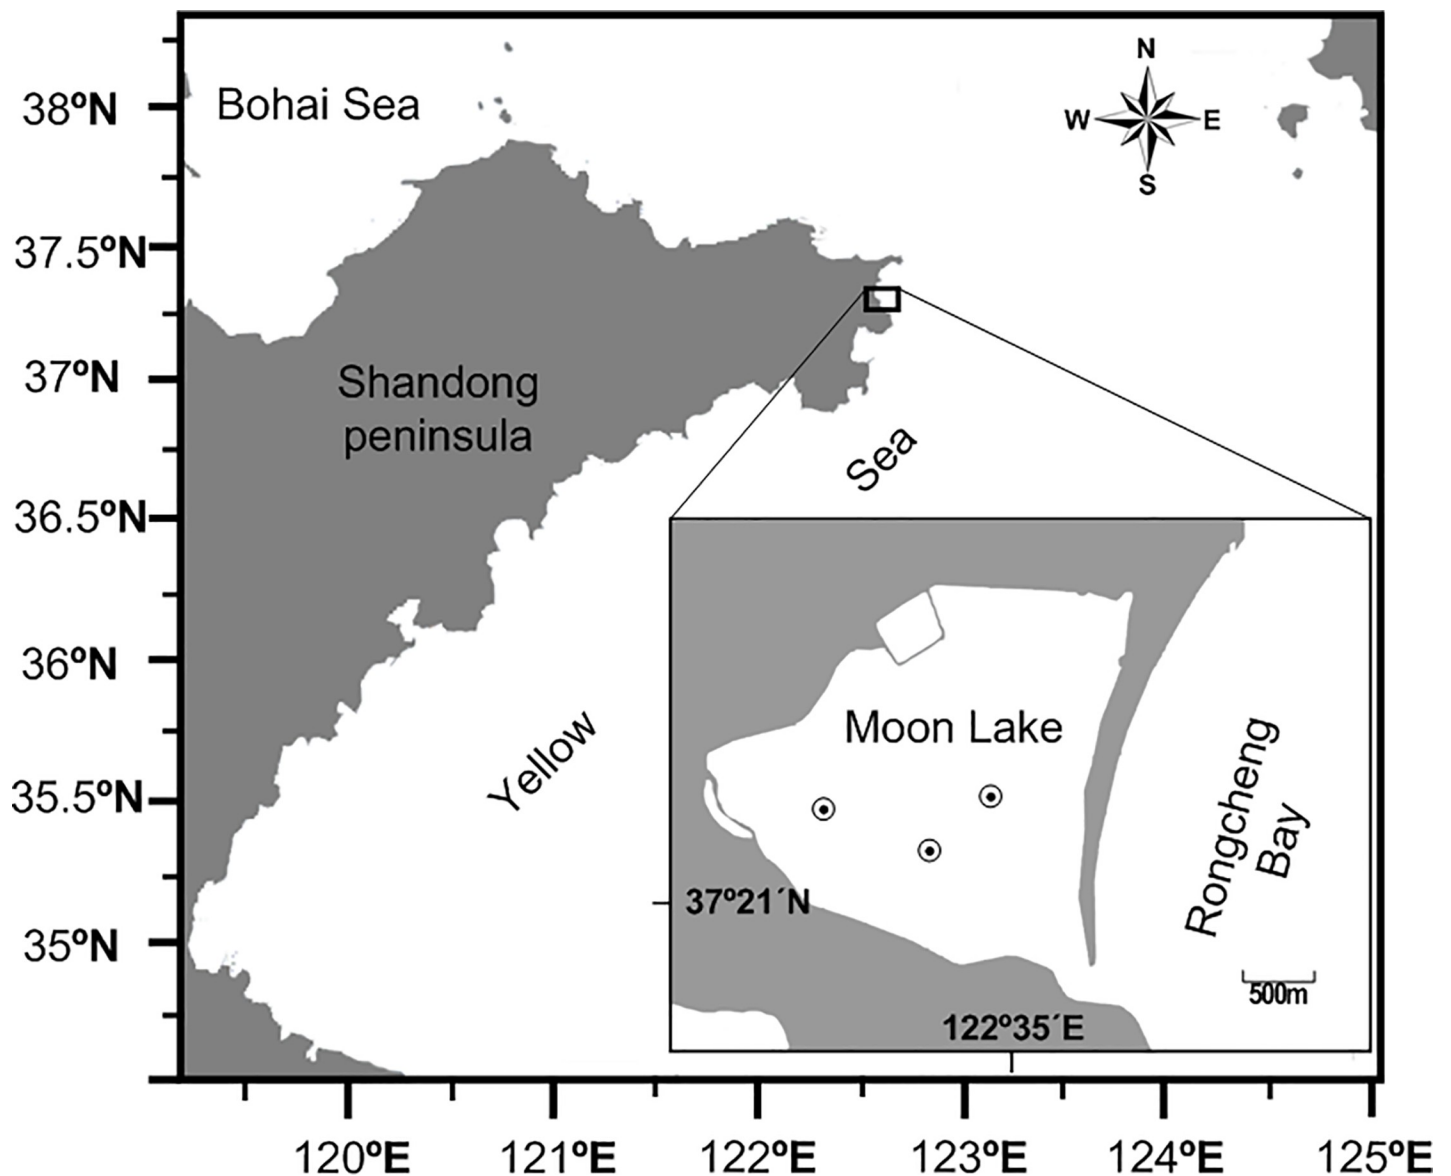 N
W E
S
38ºN
Bohai Sea
37.5ºN
37ºN
Shandong
peninsula
Sea
36.5ºN
36ºN
Yellow
Moon Lake
35.5ºN
Rongcheng
Bay
37º21´N
35ºN
500m
122º35´E
120ºE 121ºE 122ºE 123ºE 124ºE 125ºE